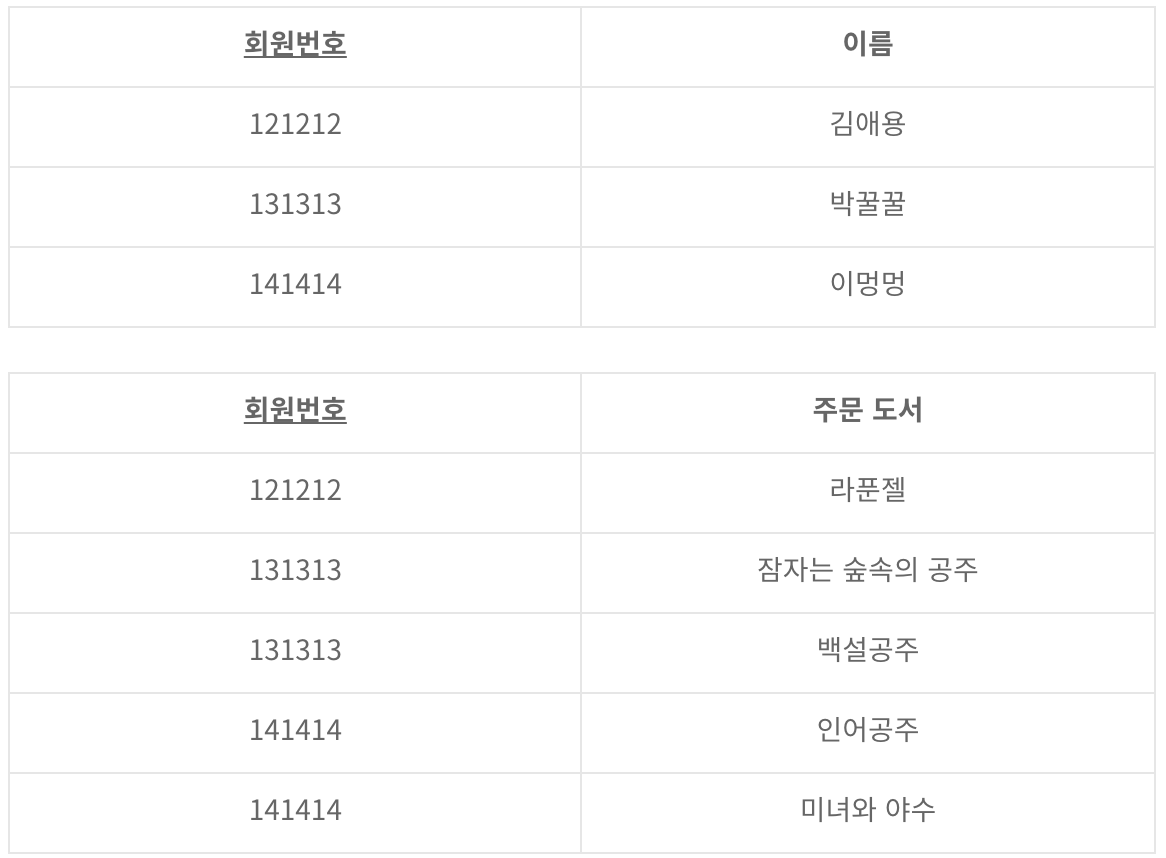 회원번호 이름
121212 김애용
131313 박꿀꿀
141414 이멍멍
회원번호 주문 도서
121212 라푼젤
131313 잠자는 숲속의 공주
131313 백설공주
141414 인어공주
141414 미녀와 야수